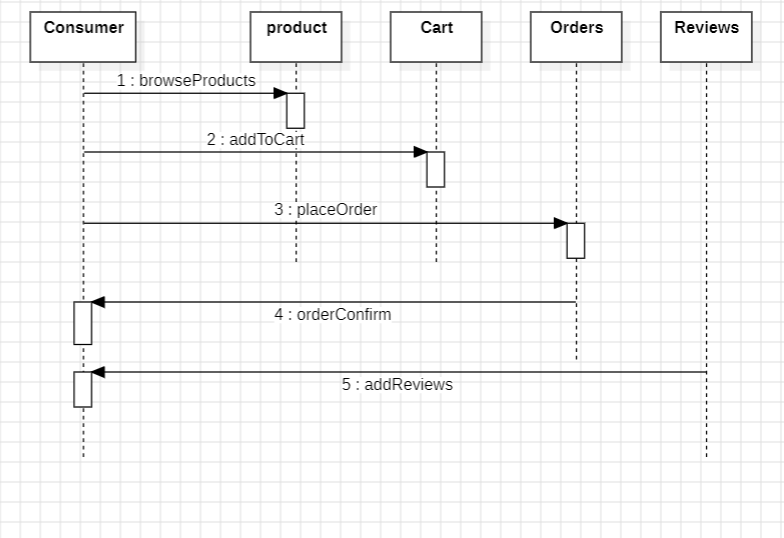 Consumer
product
Cart
Orders
Reviews
1 : browseProducts
2 : addToCart
3 : placeOrder
4 : orderConfirm
5 : addReviews